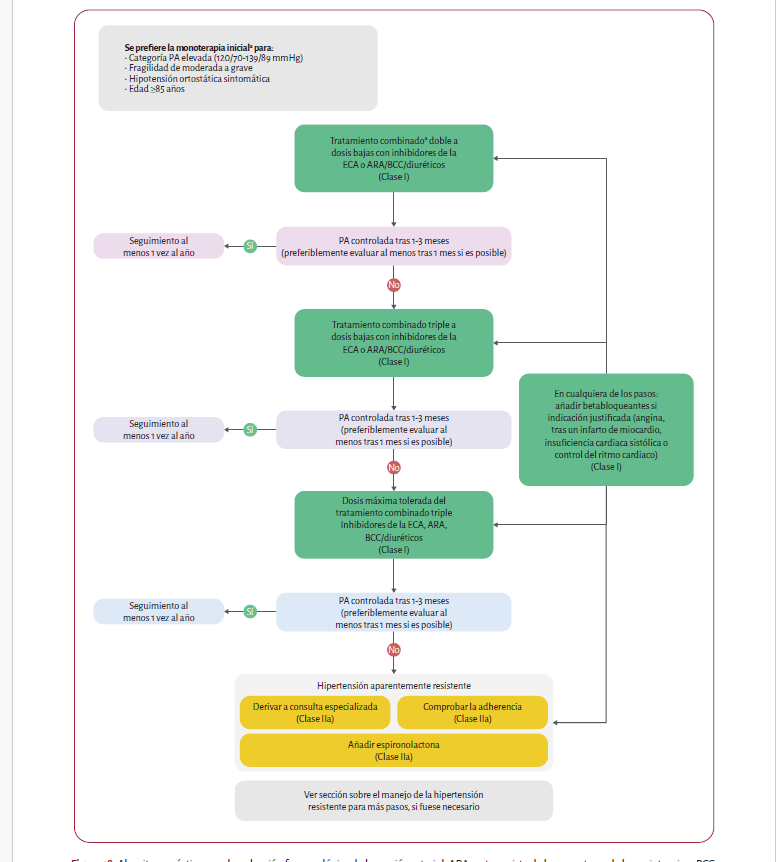 Se prefiere la monoterapia inicialª para:
· Categoría PA elevada (120/70-139/89 mmHg)
· Fragilidad de moderada a grave
· Hipotensión ortostática sintomática
· Edad ≥85 años
Tratamiento combinadoª doble a
dosis bajas con inhibidores de la
ECA o ARA/BCC/diuréticos
(Clase I)
PA controlada tras 1-3 meses
(preferiblemente evaluar al menos tras 1 mes si es posible)
Sí
Seguimiento al
menos 1 vez al año
No
Tratamiento combinado triple a
dosis bajas con inhibidores de la
ECA o ARA/BCC/diuréticos
(Clase I)
En cualquiera de los pasos:
añadir betabloqueantes si
indicación justificada (angina,
tras un infarto de miocardio,
insuficiencia cardiaca sistólica o
control del ritmo cardiaco)
(Clase I)
PA controlada tras 1-3 meses
(preferiblemente evaluar al
menos tras 1 mes si es posible)
Sí
Seguimiento al
menos 1 vez al año
No
Dosis máxima tolerada del
tratamiento combinado triple
Inhibidores de la ECA, ARA,
BCC/diuréticos
(Clase I)
PA controlada tras 1-3 meses
(preferiblemente evaluar al
menos tras 1 mes si es posible)
Sí
Seguimiento al
menos 1 vez al año
No
Hipertensión aparentemente resistente
Derivar a consulta especializada
(Clase IIa)
Comprobar la adherencia
(Clase IIa)
Añadir espironolactona
(Clase IIa)
Ver sección sobre el manejo de la hipertensión
resistente para más pasos, si fuese necesario